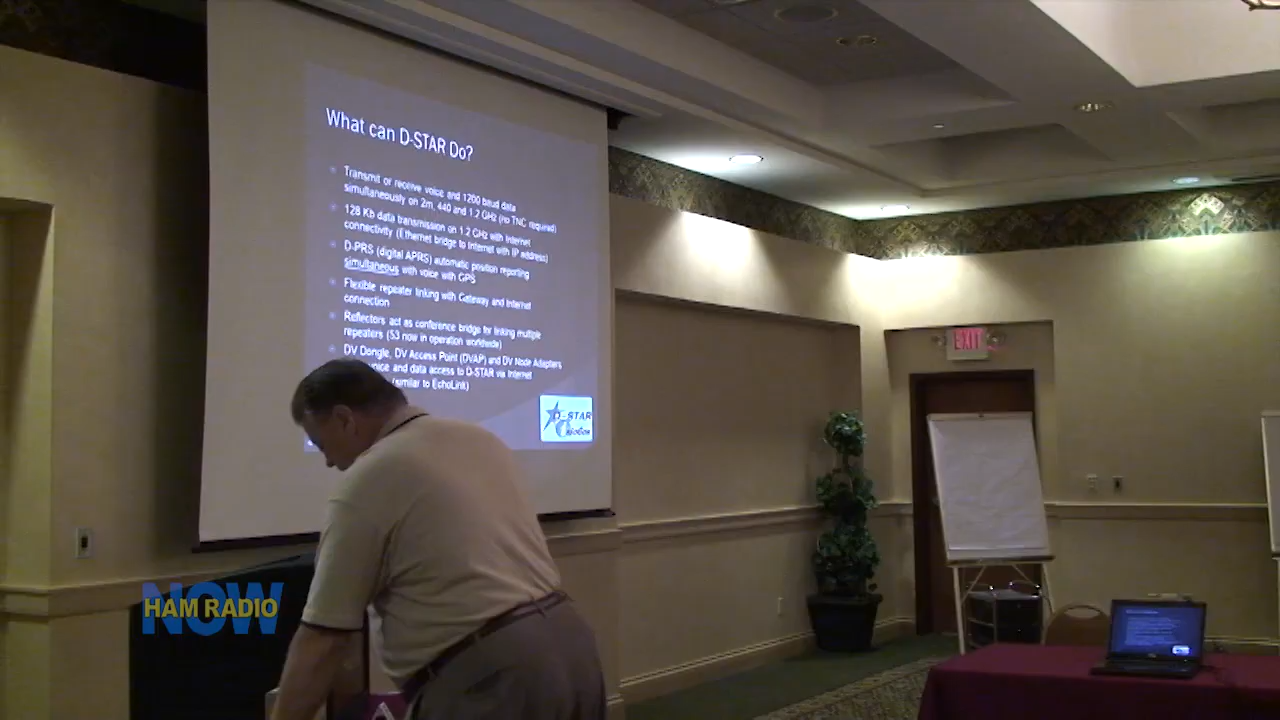 What can D-STAR Do?
Transmit or receive voice and 1200 baud data
simultaneously on 2m, 440 and 1.2 GHz (no TNC required)
128 Kb data transmission on 1.2 GHz with Internet
connectivity (Ethernet bridge to Internet with IP address)
D-PRS (digital APRS) automatic position reporting
simultaneous with voice with GPS
Flexible repeater linking with Gateway and Internet
connection
Reflectors act as conference bridge for linking multiple
repeaters (53 now in operation worldwide)
DV Dongle, DV Access Point (DVAP) and DV Node Adapters
voice and data access to D-STAR via Internet
(similar to EchoLink)
D-STAR
EXIT
NOW
HAM RADIO